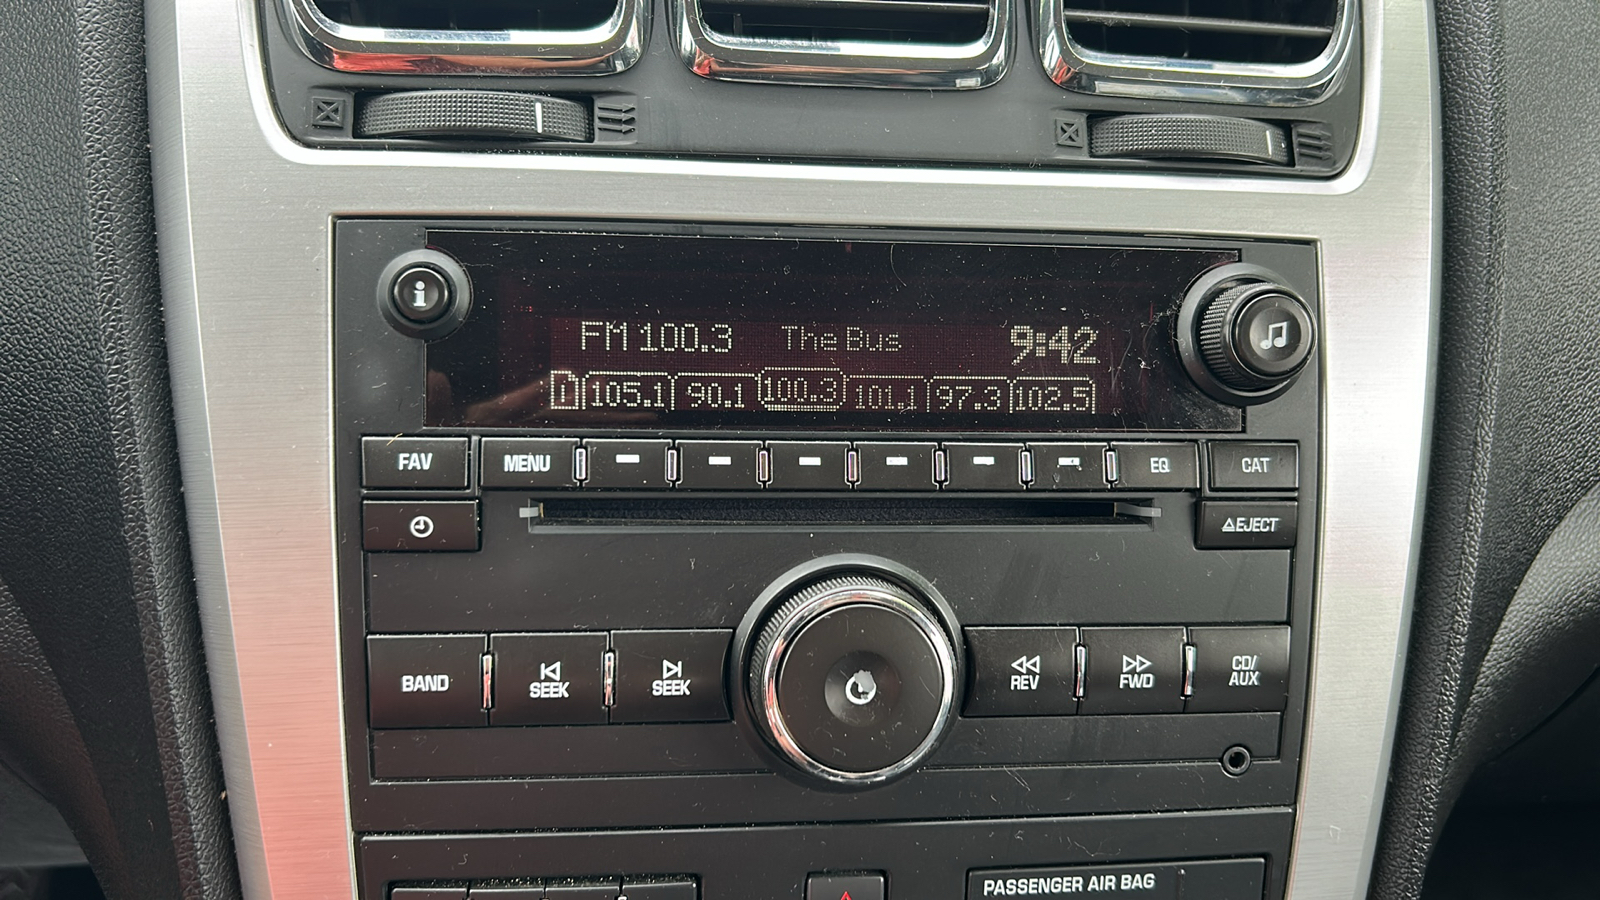 FM 100.3 The Bus 9:42
1 105.1 90.1 100.3 101.1 97.3 102.5
FAV MENU EQ CAT
EJECT
BAND SEEK SEEK REV FWD CD/AUX
PASSENGER AIR BAG